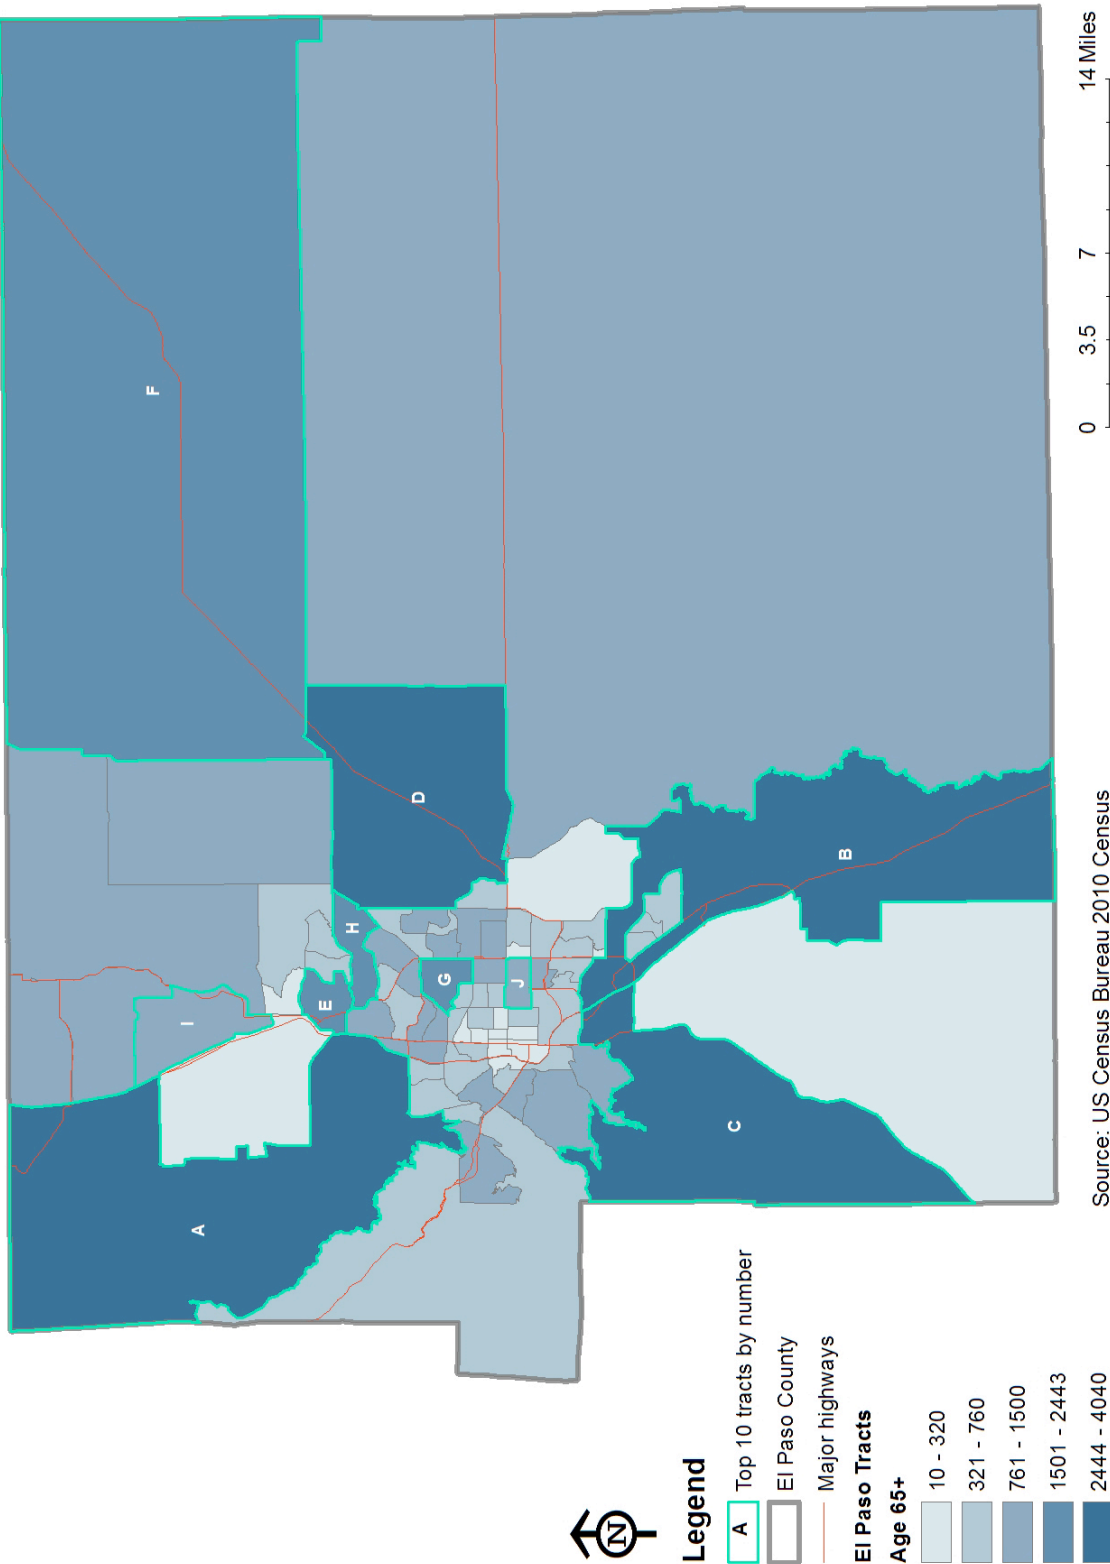 F
I
A
H
E
D
G
J
C
B
N
Legend
A
Top 10 tracts by number
El Paso County
Major highways
El Paso Tracts
Age 65+
10 - 320
321 - 760
761 - 1500
1501 - 2443
2444 - 4040
0 3.5 7 14 Miles
Source: US Census Bureau 2010 Census